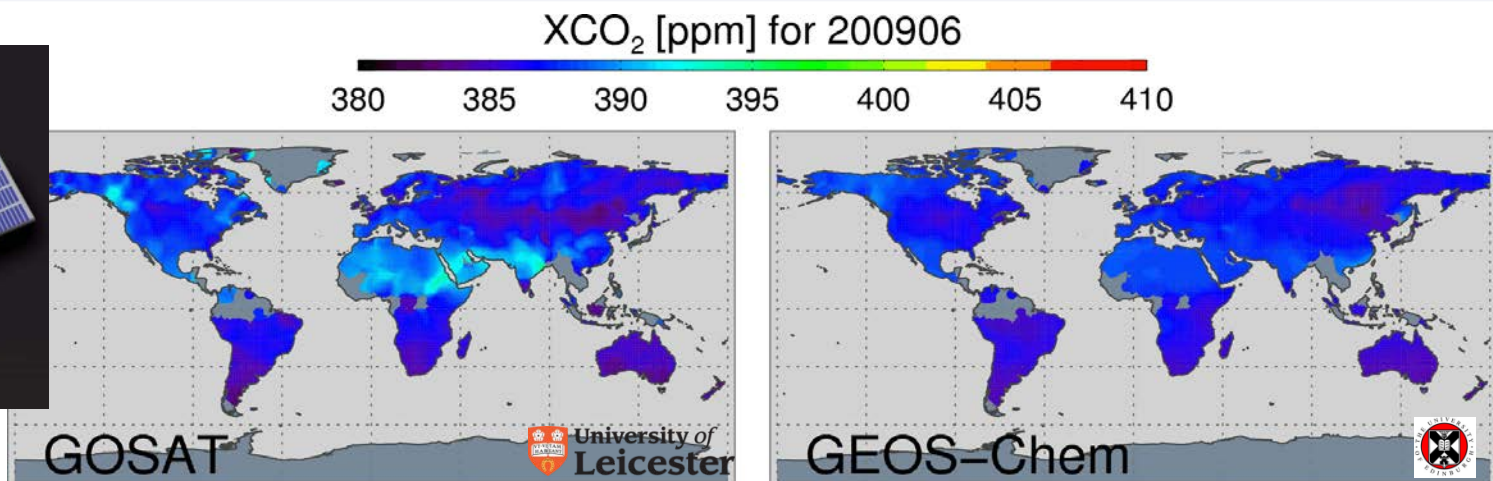 XCO₂ [ppm] for 200906
380 385 390 395 400 405 410
GOSAT
University of
Leicester
GEOS-Chem